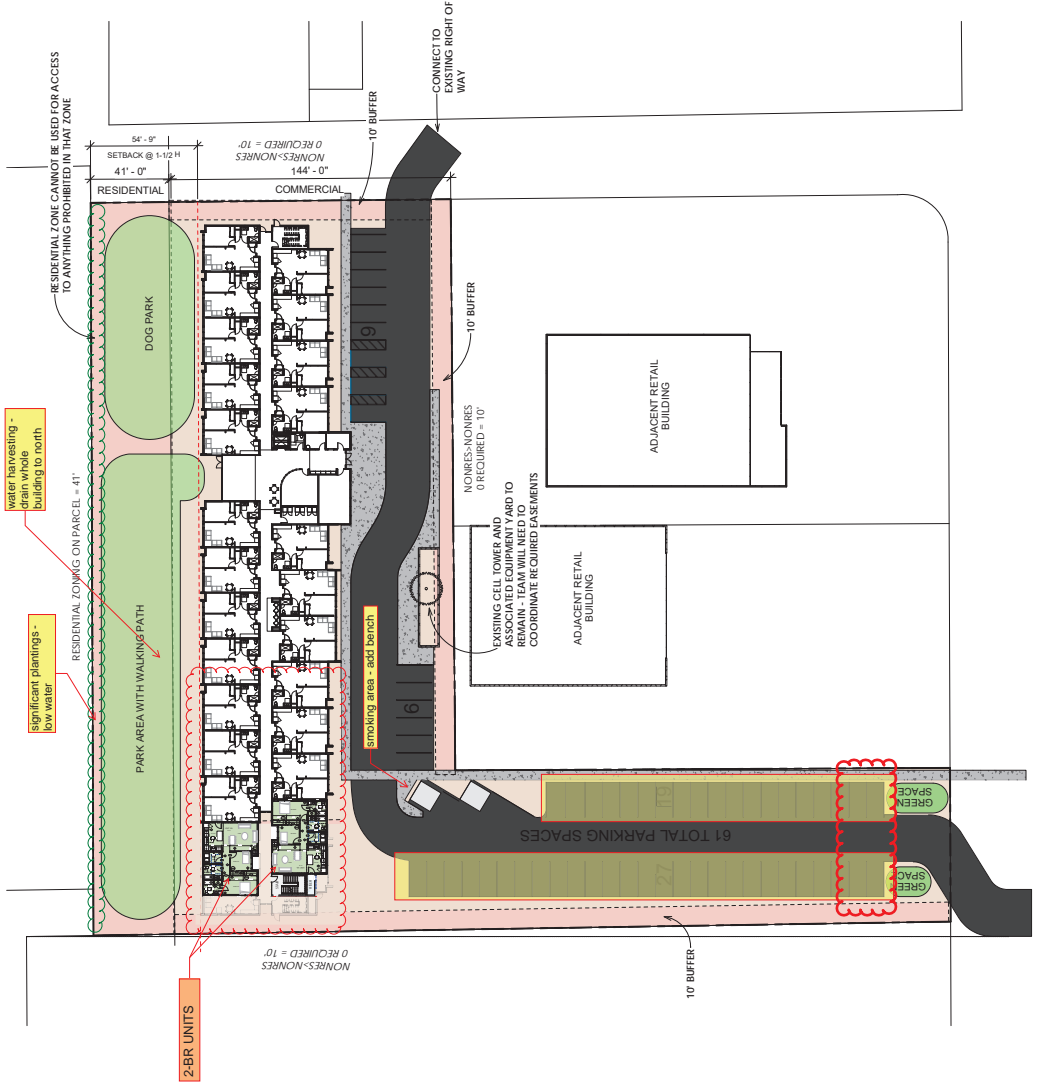 RESIDENTIAL ZONE CANNOT BE USED FOR ACCESS
TO ANYTHING PROHIBITED IN THAT ZONE
CONNECT TO
EXISTING RIGHT OF
WAY
10' BUFFER
54' - 9"
SETBACK @ 1-1/2 H
41' - 0"
RESIDENTIAL
NONRES>NONRES
0 REQUIRED = 10'
144' - 0"
COMMERCIAL
DOG PARK
water harvesting -
drain whole
building to north
RESIDENTIAL ZONING ON PARCEL = 41'
significant plantings -
low water
PARK AREA WITH WALKING PATH
9
10' BUFFER
NONRES>NONRES
0 REQUIRED = 10'
ADJACENT RETAIL
BUILDING
EXISTING CELL TOWER AND
ASSOCIATED EQUIPMENT YARD TO
REMAIN - TEAM WILL NEED TO
COORDINATE REQUIRED EASEMENTS
ADJACENT RETAIL
BUILDING
smoking area - add bench
6
19
61 TOTAL PARKING SPACES
27
GREEN
SPACE
GREEN
SPACE
NONRES>NONRES
0 REQUIRED = 10'
10' BUFFER
2-BR UNITS